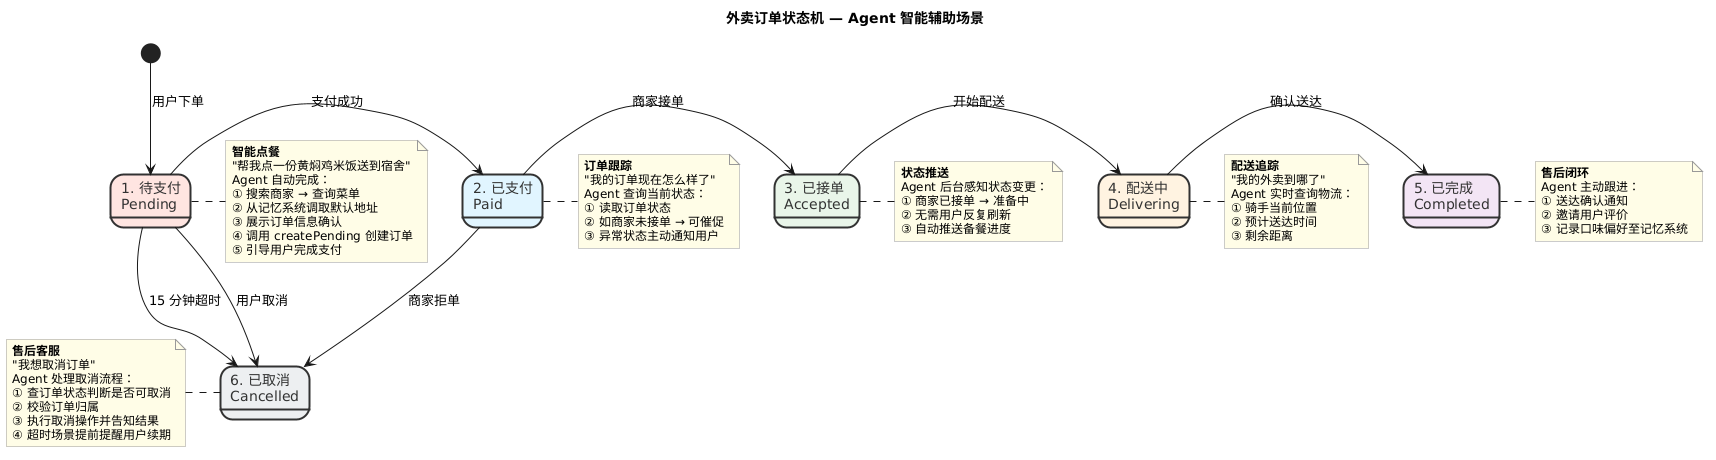 外卖订单状态机 — Agent 智能辅助场景
用户下单
支付成功
商家接单
开始配送
确认送达
1. 待支付
Pending
智能点餐
"帮我点一份黄焖鸡米饭送到宿舍"
Agent 自动完成：
① 搜索商家 → 查询菜单
② 从记忆系统调取默认地址
③ 展示订单信息确认
④ 调用 createPending 创建订单
⑤ 引导用户完成支付
2. 已支付
Paid
订单跟踪
"我的订单现在怎么样了"
Agent 查询当前状态：
① 读取订单状态
② 如商家未接单 → 可催促
③ 异常状态主动通知用户
3. 已接单
Accepted
状态推送
Agent 后台感知状态变更：
① 商家已接单 → 准备中
② 无需用户反复刷新
③ 自动推送备餐进度
4. 配送中
Delivering
配送追踪
"我的外卖到哪了"
Agent 实时查询物流：
① 骑手当前位置
② 预计送达时间
③ 剩余距离
5. 已完成
Completed
售后闭环
Agent 主动跟进：
① 送达确认通知
② 邀请用户评价
③ 记录口味偏好至记忆系统
15 分钟超时
用户取消
商家拒单
售后客服
"我想取消订单"
Agent 处理取消流程：
① 查订单状态判断是否可取消
② 校验订单归属
③ 执行取消操作并告知结果
④ 超时场景提前提醒用户续期
6. 已取消
Cancelled